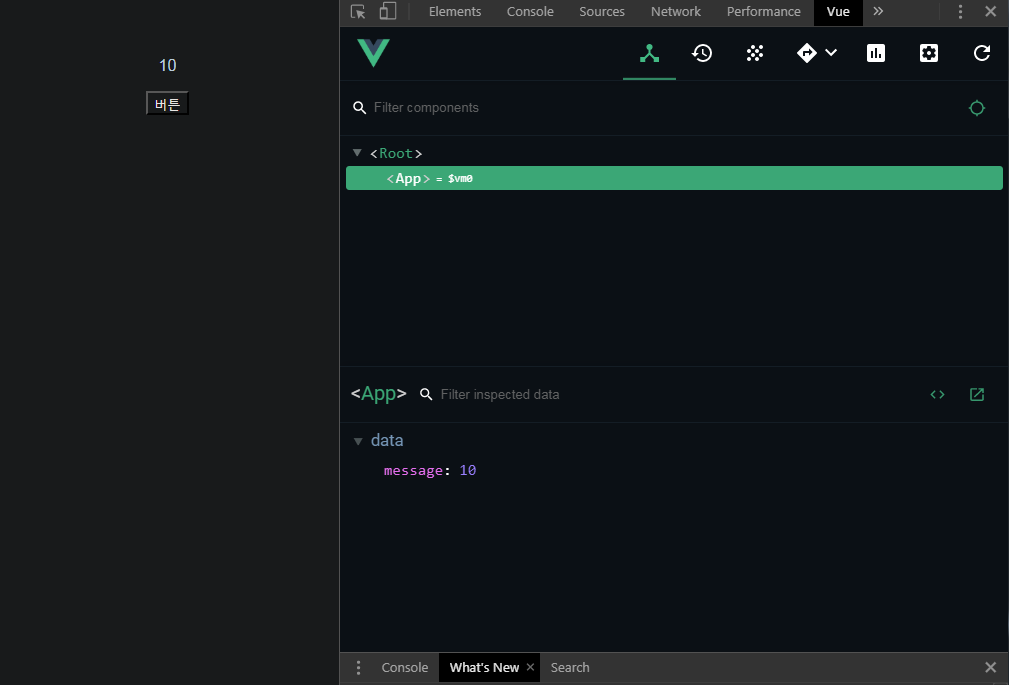 10
버튼
Elements Console Sources Network Performance Vue
Filter components
<Root>
<App> = $vm0
<App> Filter inspected data
data
message: 10
Console What's New Search